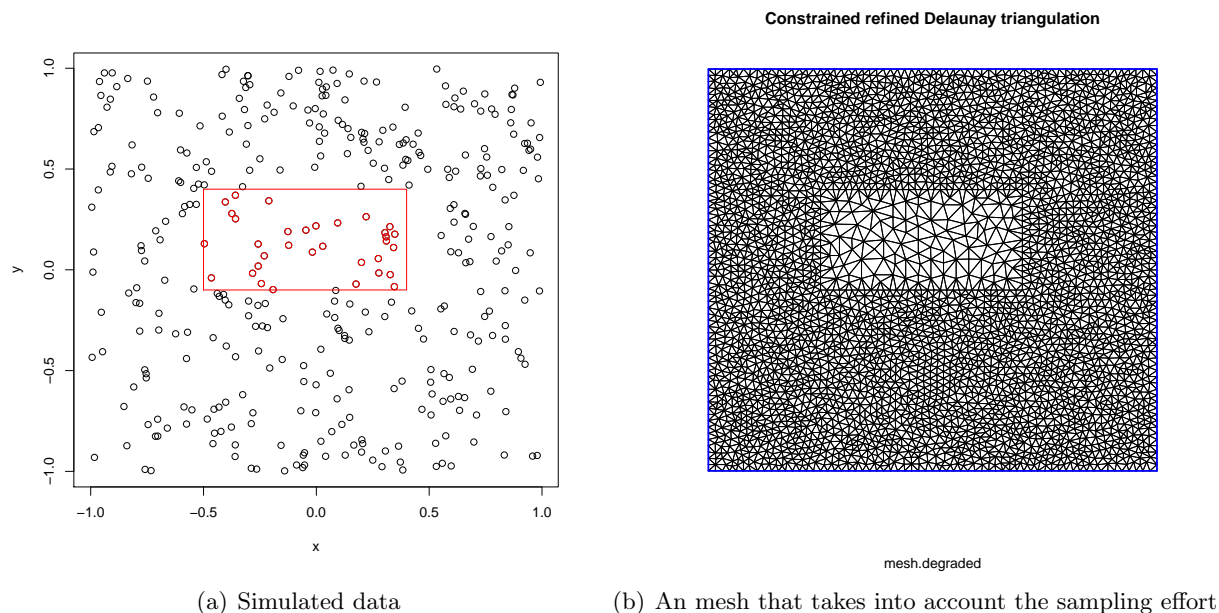 Constrained refined Delaunay triangulation
1.0
0.5
0.0
-0.5
-1.0
y
-1.0 -0.5 0.0 0.5 1.0
x
mesh.degraded
(a) Simulated data
(b) An mesh that takes into account the sampling effort